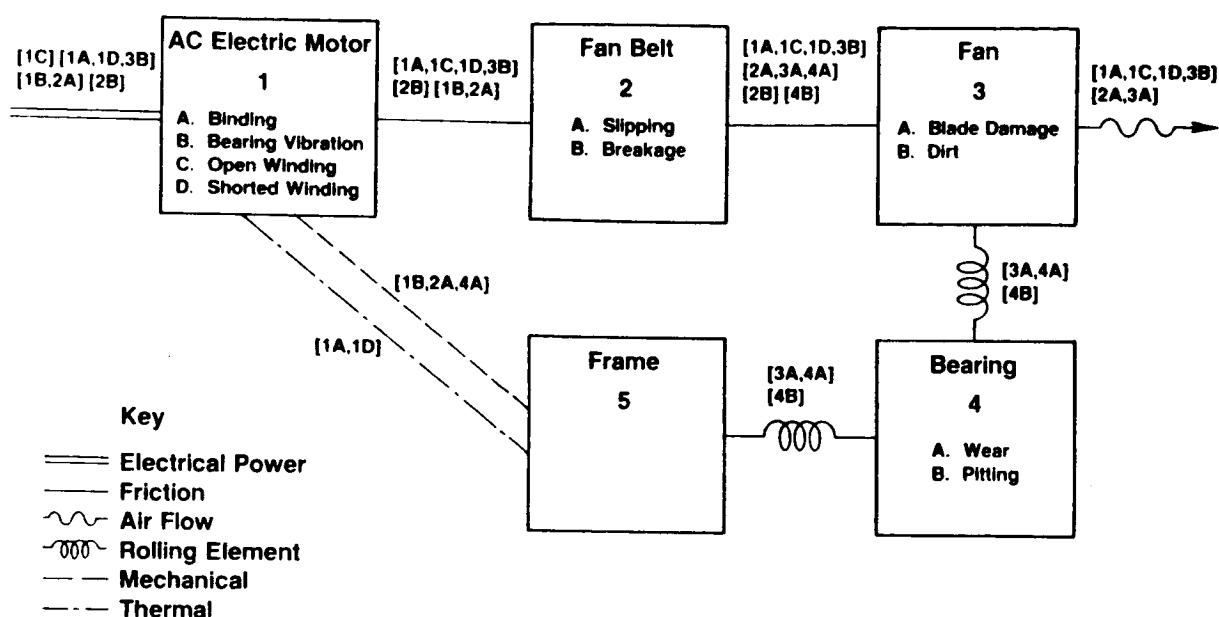 [1C] [1A,1D,3B]
[1B,2A] [2B]
AC Electric Motor
1
A. Binding
B. Bearing Vibration
C. Open Winding
D. Shorted Winding
[1A,1C,1D,3B]
[2B] [1B,2A]
Fan Belt
2
A. Slipping
B. Breakage
[1A,1C,1D,3B]
[2A,3A,4A]
[2B] [4B]
Fan
3
A. Blade Damage
B. Dirt
[1A,1C,1D,3B]
[2A,3A]
[1B,2A,4A]
[1A,1D]
[3A,4A]
[4B]
Frame
5
[3A,4A]
[4B]
Bearing
4
A. Wear
B. Pitting
Key
Electrical Power
Friction
Air Flow
Rolling Element
Mechanical
Thermal